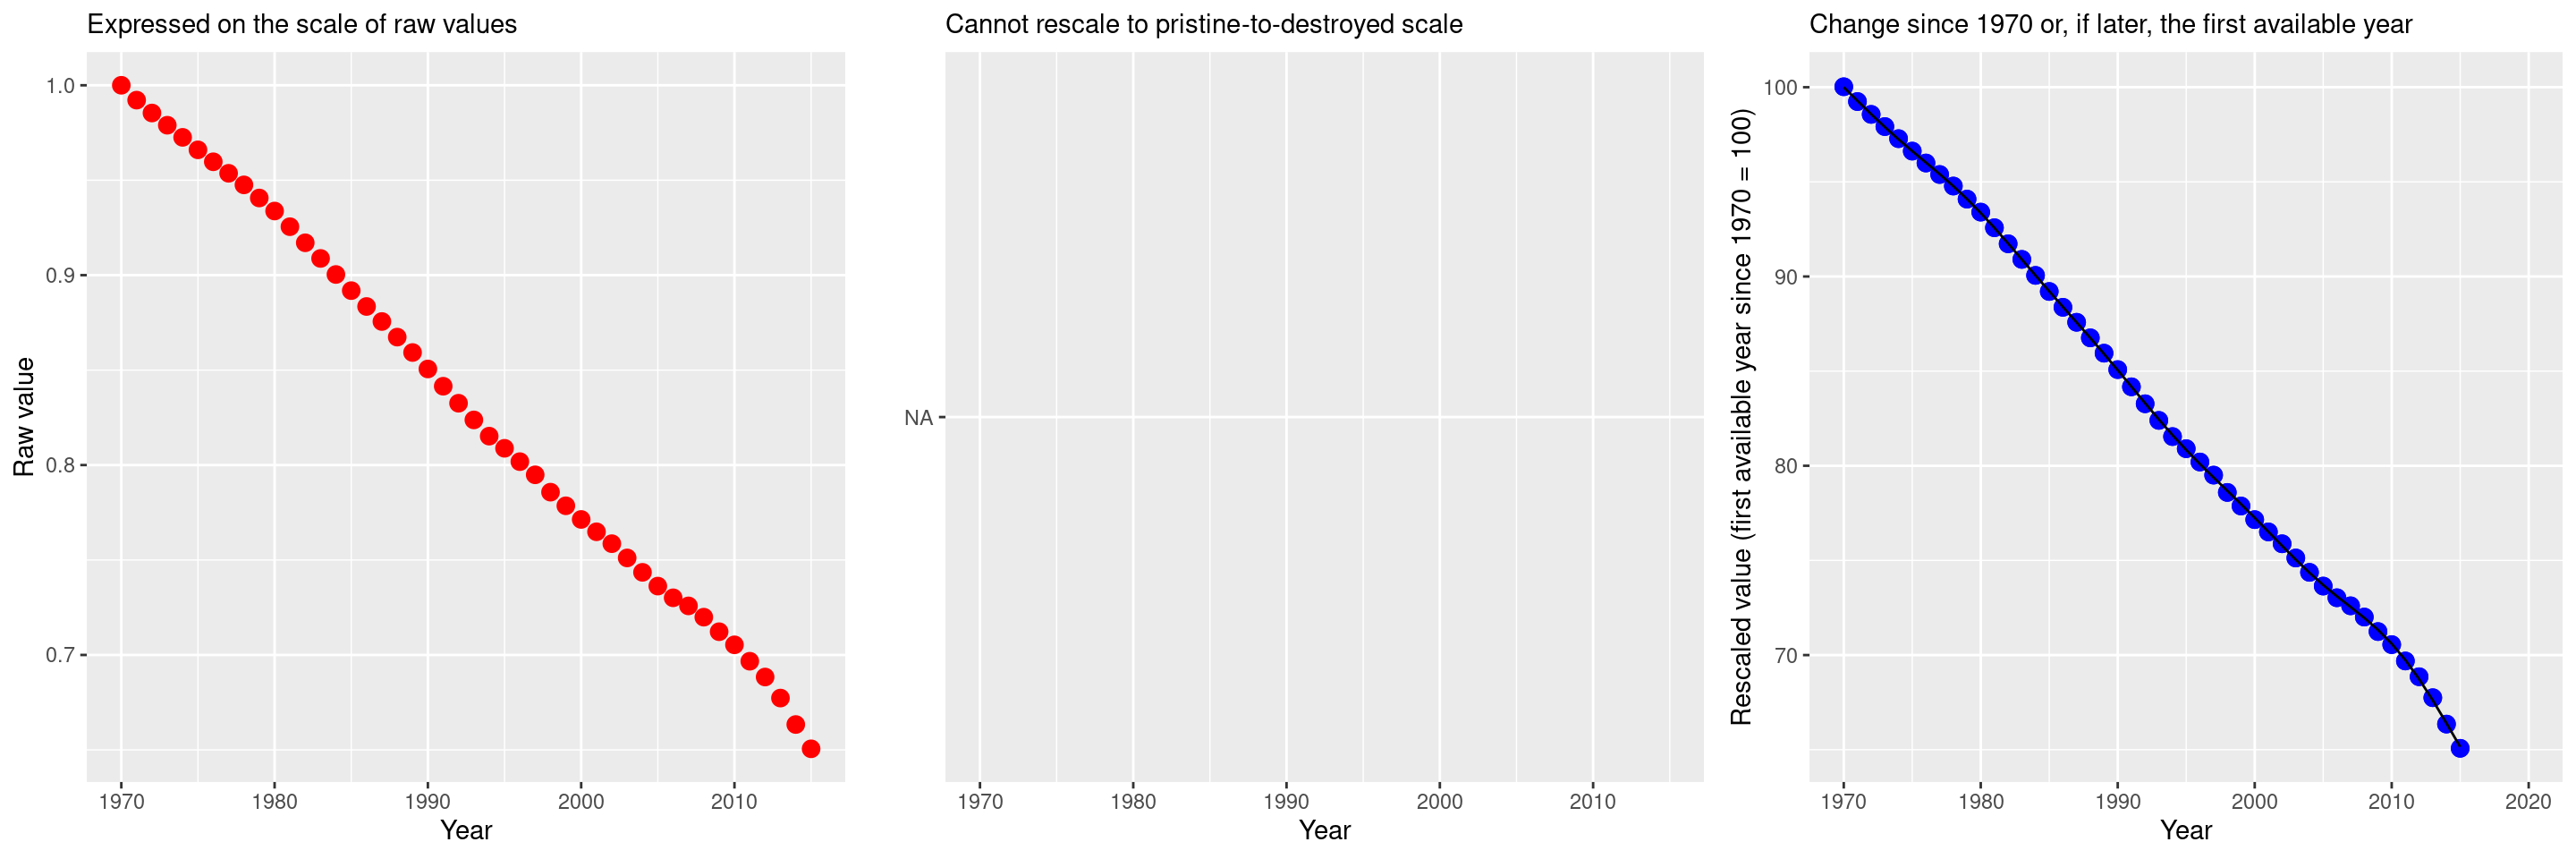 Expressed on the scale of raw values
Raw value
1.0
0.9
0.8
0.7
1970 1980 1990 2000 2010
Year
Cannot rescale to pristine-to-destroyed scale
NA
1970 1980 1990 2000 2010
Year
Change since 1970 or, if later, the first available year
Rescaled value (first available year since 1970 = 100)
100
90
80
70
1970 1980 1990 2000 2010 2020
Year